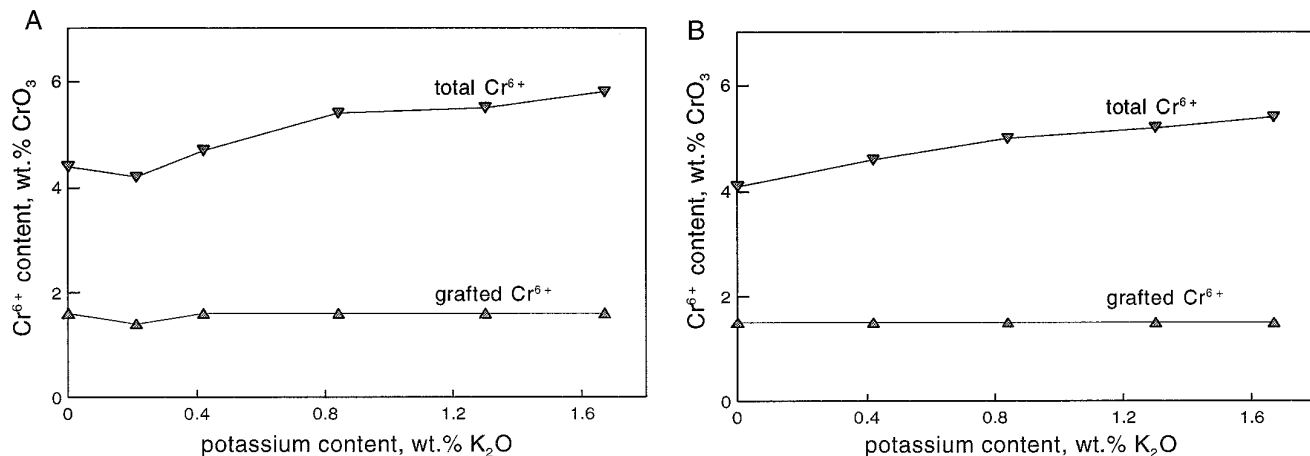 A
Cr⁶⁺ content, wt.% CrO₃
6
4
2
0
total Cr⁶⁺
grafted Cr⁶⁺
0 0.4 0.8 1.2 1.6
potassium content, wt.% K₂O
B
Cr⁶⁺ content, wt.% CrO₃
6
4
2
0
total Cr⁶⁺
grafted Cr⁶⁺
0 0.4 0.8 1.2 1.6
potassium content, wt.% K₂O